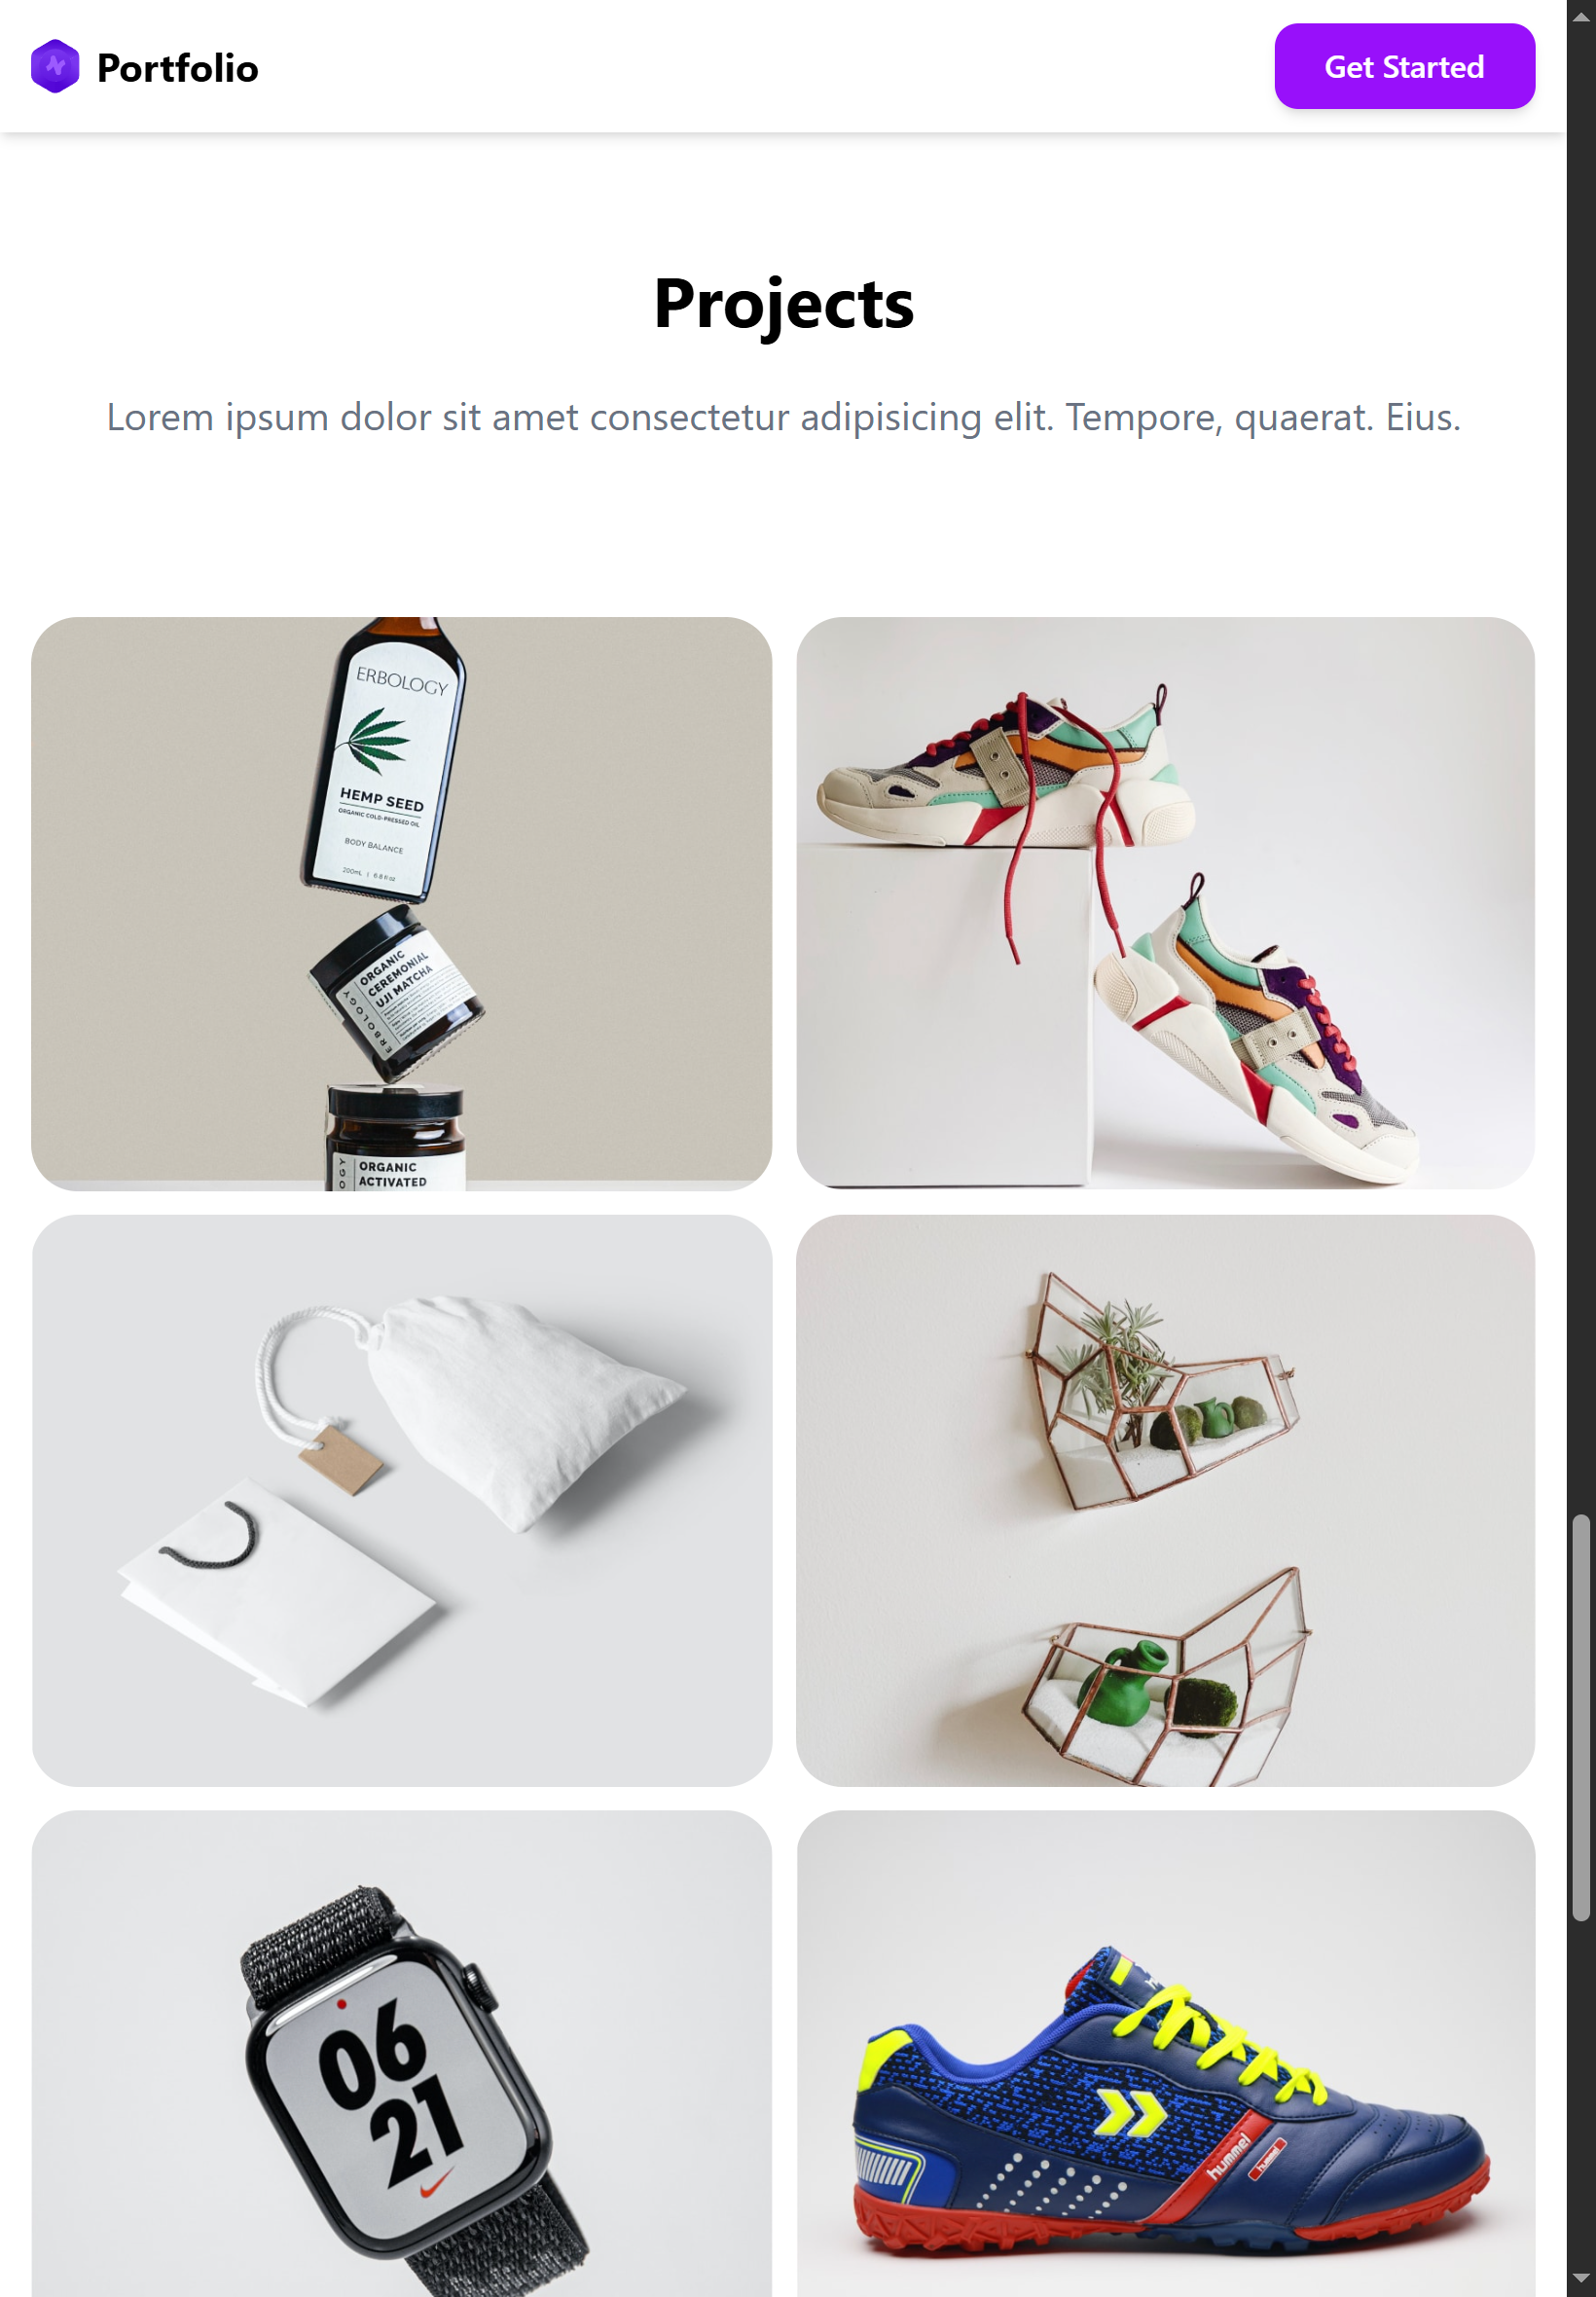 Portfolio
Get Started
Projects
Lorem ipsum dolor sit amet consectetur adipisicing elit. Tempore, quaerat. Eius.
ERBOLOGY
HEMP SEED
ORGANIC COLD-PRESSED OIL
BODY BALANCE
200mL | 6.8 fl oz
ERBOLOGY
ORGANIC
CEREMONIAL
UJI MATCHA
ORGANIC
ACTIVATED
06
21
hummel
hummel